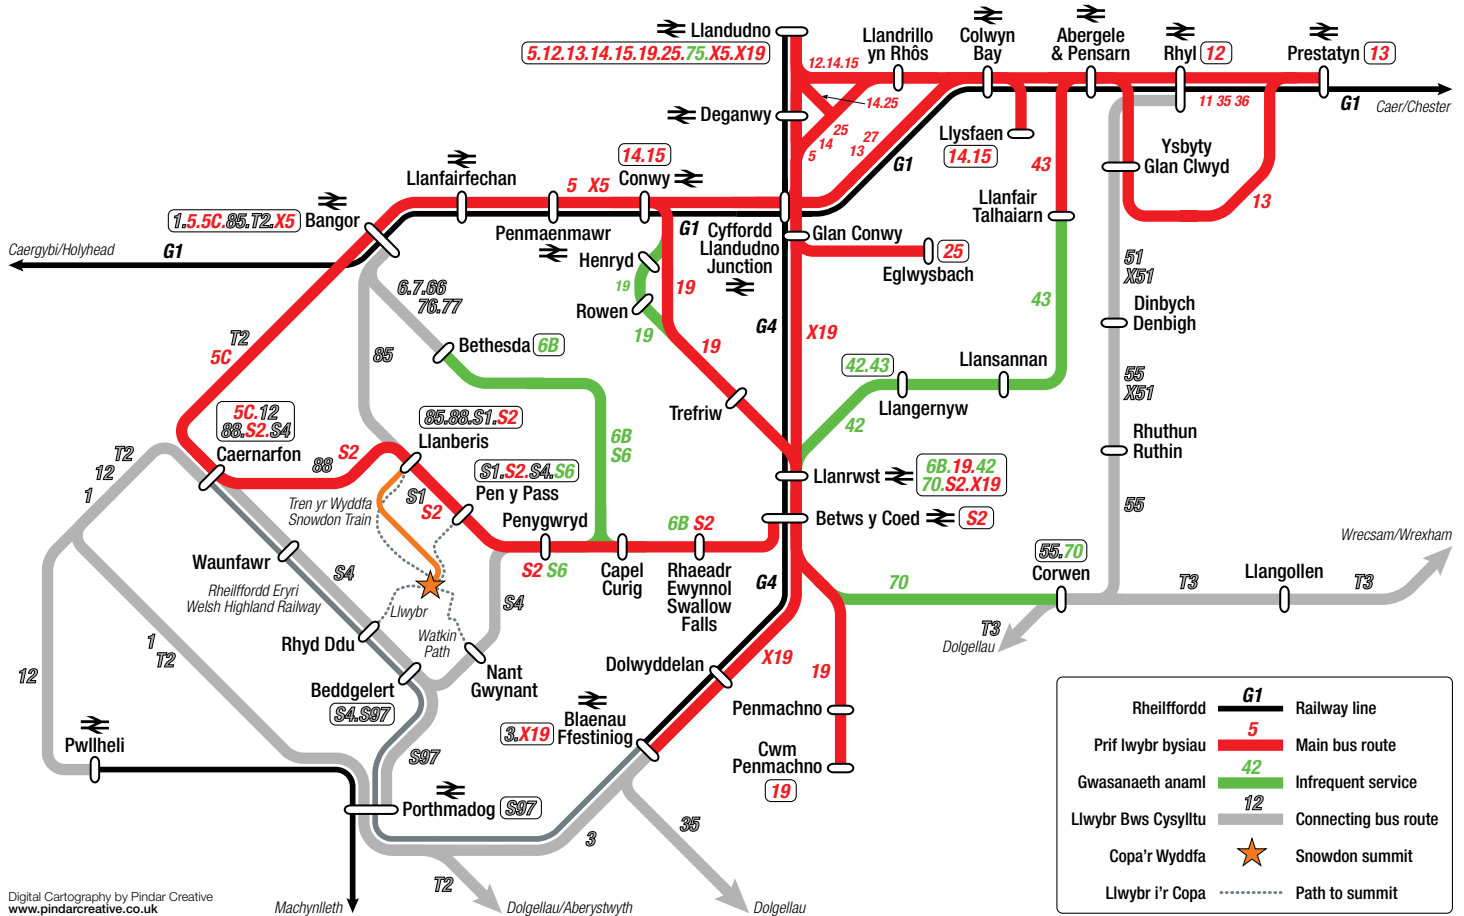 Llandudno
5.12.13.14.15.19.25.75.X5.X19
Llandrillo
yn Rhôs
Colwyn
Bay
Abergele
& Pensarn
Rhyl 12
Prestatyn 13
12.14.15
14.25
25
14
5
27
13
G1
11 35 36
G1
Caer/Chester
Deganwy
Llysfaen
14.15
43
Ysbyty
Glan Clwyd
13
14.15
Conwy
Llanfairfechan
5 X5
1.5.5C.85.T2.X5
Bangor
Penmaenmawr
G1
Cyffordd
Llandudno
Junction
Glan Conwy
Eglwysbach
25
Llanfair
Talhaiarn
Caergybi/Holyhead
G1
Henryd
19
19
Rowen
19
19
6.7.66
76.77
Bethesda 6B
85
T2
5C
G4
X19
43
51
X51
Dinbych
Denbigh
42.43
Llangernyw
Llansannan
42
Trefriw
55
X51
Rhuthun
Ruthin
55
5C.12
88.S2.S4
Caernarfon
85.88.S1.S2
Llanberis
6B
S6
88
S2
T2
12
1
S1.S2.S4.S6
Pen y Pass
S1
S2
Tren yr Wyddfa
Snowdon Train
Llanrwst
6B.19.42
70.S2.X19
Penygwryd
6B S2
Betws y Coed S2
S2 S6
Capel
Curig
Rhaeadr
Ewynnol
Swallow
Falls
G4
Waunfawr
S4
Rheilffordd Eryri
Welsh Highland Railway
Llwybr
S4
Watkin
Path
Rhyd Ddu
Nant
Gwynant
Beddgelert
S4.S97
1
T2
12
Pwllheli
S97
Porthmadog S97
Dolwyddelan
X19
Blaenau
Ffestiniog
3.X19
19
Penmachno
Cwm
Penmachno
19
70
55.70
Corwen
T3
Dolgellau
T3
Llangollen
T3
Wrecsam/Wrexham
3
35
T2
Machynlleth
Dolgellau/Aberystwyth
Dolgellau
Rheilffordd G1 Railway line
Prif lwybr bysiau 5 Main bus route
Gwasanaeth anaml 42 Infrequent service
Llwybr Bws Cysylltu 12 Connecting bus route
Copa'r Wyddfa Snowdon summit
Llwybr i'r Copa Path to summit
Digital Cartography by Pindar Creative
www.pindarcreative.co.uk